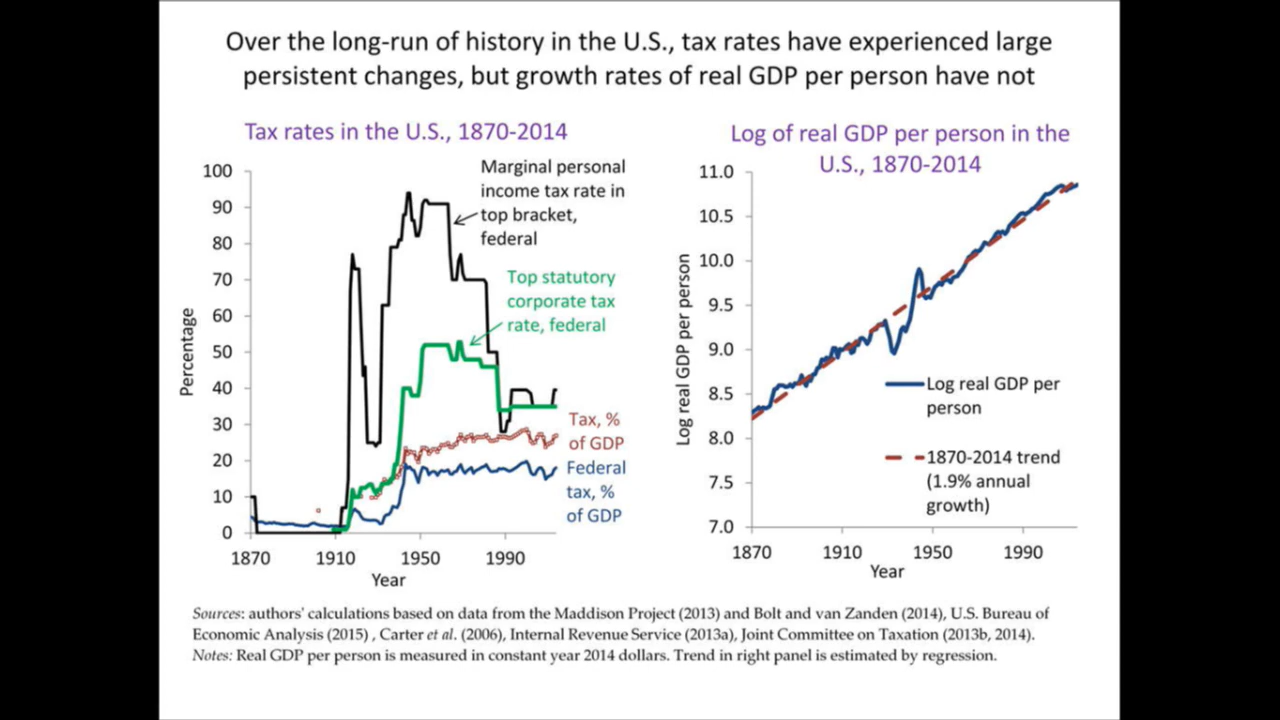 Over the long-run of history in the U.S., tax rates have experienced large
persistent changes, but growth rates of real GDP per person have not
Tax rates in the U.S., 1870-2014
100
90
80
70
60
50
40
30
20
10
0
Percentage
Marginal personal
income tax rate in
top bracket,
federal
Top statutory
corporate tax
rate, federal
Tax, %
of GDP
Federal
tax, %
of GDP
1870 1910 1950 1990
Year
Log of real GDP per person in the
U.S., 1870-2014
11.0
10.5
10.0
9.5
9.0
8.5
8.0
7.5
7.0
Log real GDP per person
Log real GDP per
person
1870-2014 trend
(1.9% annual
growth)
1870 1910 1950 1990
Year
Sources: authors' calculations based on data from the Maddison Project (2013) and Bolt and van Zanden (2014), U.S. Bureau of
Economic Analysis (2015) , Carter et al. (2006), Internal Revenue Service (2013a), Joint Committee on Taxation (2013b, 2014).
Notes: Real GDP per person is measured in constant year 2014 dollars. Trend in right panel is estimated by regression.